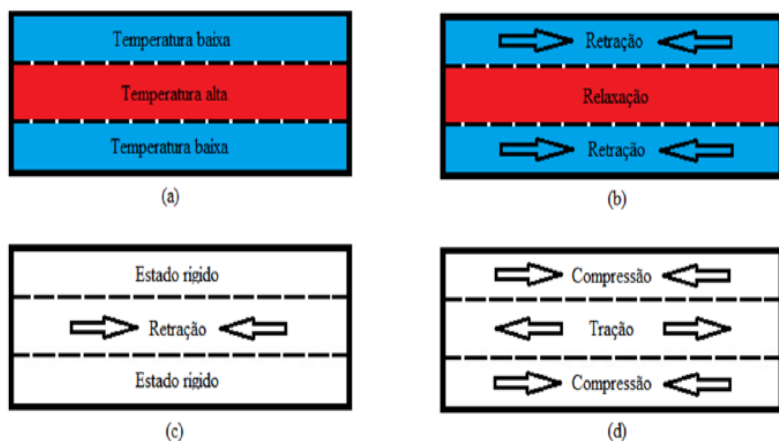 Temperatura baixa
Temperatura alta
Temperatura baixa
(a)
Retração
Relaxação
Retração
(b)
Estado rígido
Retração
Estado rígido
(c)
Compressão
Tração
Compressão
(d)